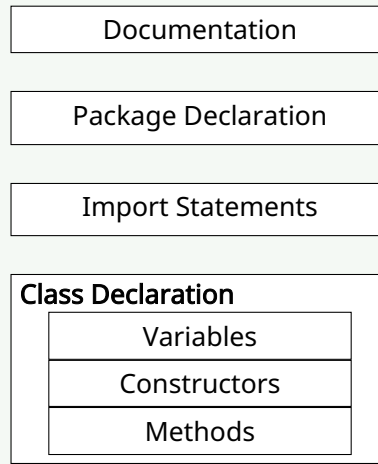 Documentation
Package Declaration
Import Statements
Class Declaration
Variables
Constructors
Methods